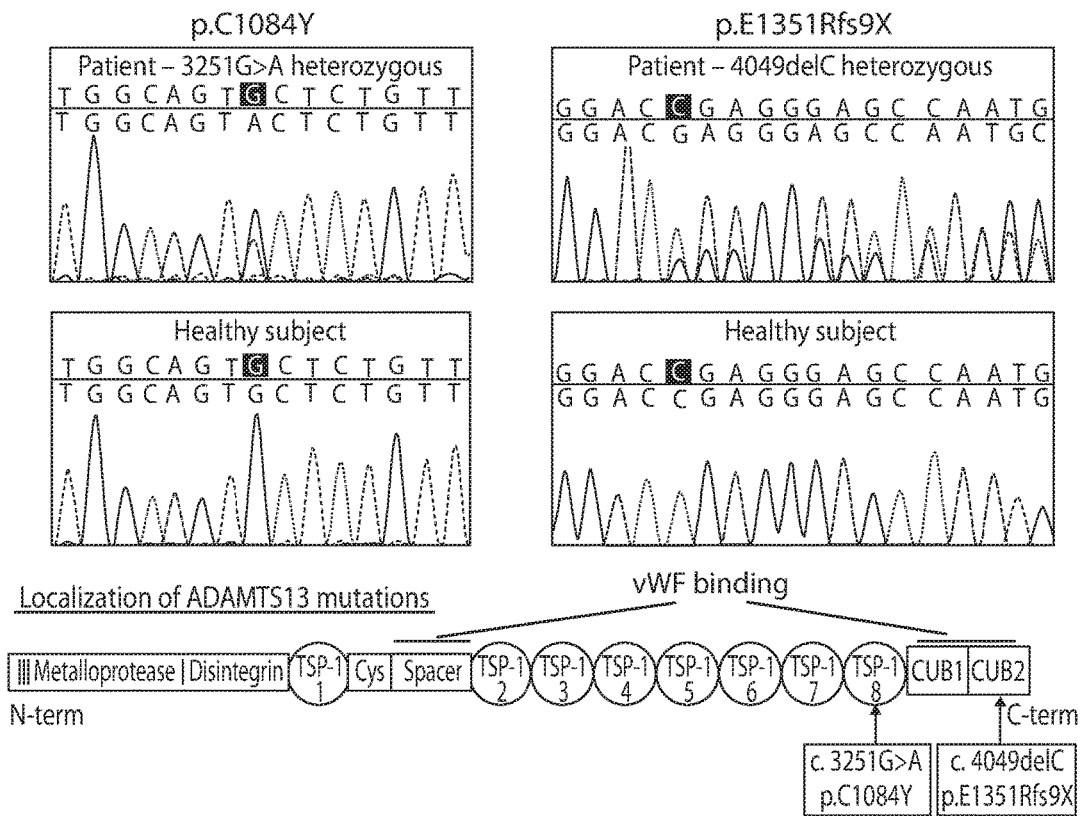 p.C1084Y
Patient – 3251G>A heterozygous
T G G C A G T G C T C T G T T
T G G C A G T A C T C T G T T
Healthy subject
T G G C A G T G C T C T G T T
T G G C A G T G C T C T G T T
p.E1351Rfs9X
Patient – 4049delC heterozygous
G G A C C G A G G G A G C C A A T G
G G A C G A G G G A G C C A A T G C
Healthy subject
G G A C C G A G G G A G C C A A T G
G G A C C G A G G G A G C C A A T G
Localization of ADAMTS13 mutations
vWF binding
Metalloprotease Disintegrin TSP-1 1 Cys Spacer TSP-1 2 TSP-1 3 TSP-1 4 TSP-1 5 TSP-1 6 TSP-1 7 TSP-1 8 CUB1 CUB2
N-term
C-term
c. 3251G>A
p.C1084Y
c. 4049delC
p.E1351Rfs9X